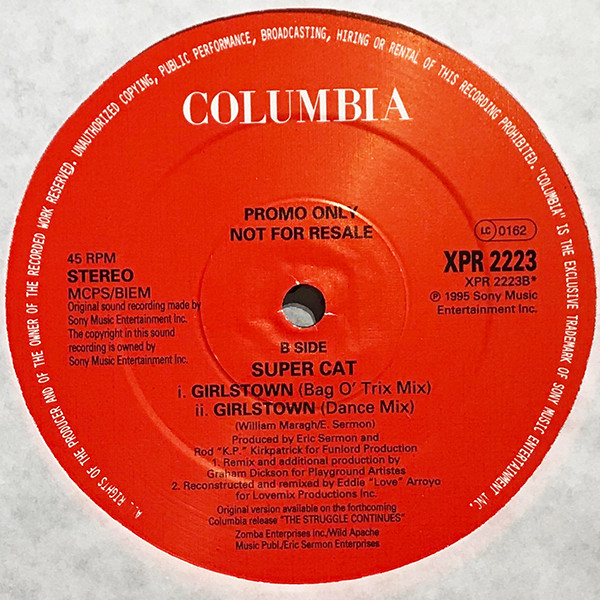 A.. RIGHTS OF THE PRODUCER AND OF THE OWNER OF THE RECORDED WORK RESERVED. UNAUTHORIZED COPYING, PUBLIC PERFORMANCE, BROADCASTING, HIRING OR RENTAL OF THIS RECORDING PROHIBITED. "COLUMBIA" IS THE EXCLUSIVE TRADEMARK OF SONY MUSIC ENTERTAINMENT INC.
COLUMBIA
PROMO ONLY
NOT FOR RESALE
LC 0162
45 RPM
STEREO
MCPS/BIEM
Original sound recording made by
Sony Music Entertainment Inc.
The copyright in this sound
recording is owned by
Sony Music Entertainment Inc.
XPR 2223
XPR 2223B*
℗ 1995 Sony Music
Entertainment Inc.
B SIDE
SUPER CAT
i. GIRLSTOWN (Bag O' Trix Mix)
ii. GIRLSTOWN (Dance Mix)
(William Maragh/E. Sermon)
Produced by Eric Sermon and
Rod "K.P." Kirkpatrick for Funlord Production
1. Remix and additional production by
Graham Dickson for Playground Artistes
2. Reconstructed and remixed by Eddie "Love" Arroyo
for Lovemix Productions Inc.
Original version available on the forthcoming
Columbia release "THE STRUGGLE CONTINUES"
Zomba Enterprises Inc./Wild Apache
Music Publ./Eric Sermon Enterprises